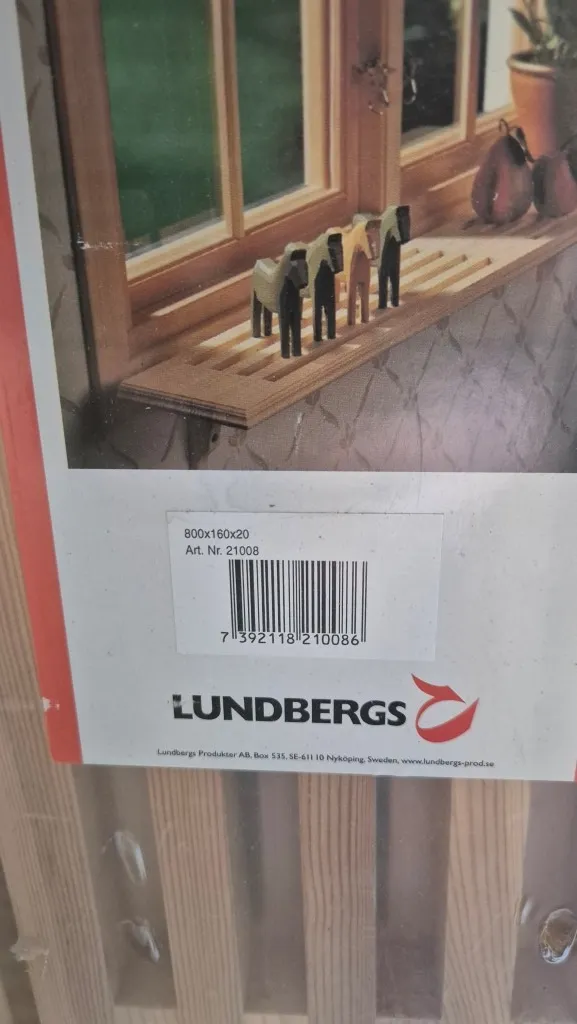 800x160x20
Art. Nr. 21008
7 392118 210086
LUNDBERGS
Lundbergs Produkter AB, Box 535, SE-611 10 Nyköping, Sweden, www.lundbergs-prod.se